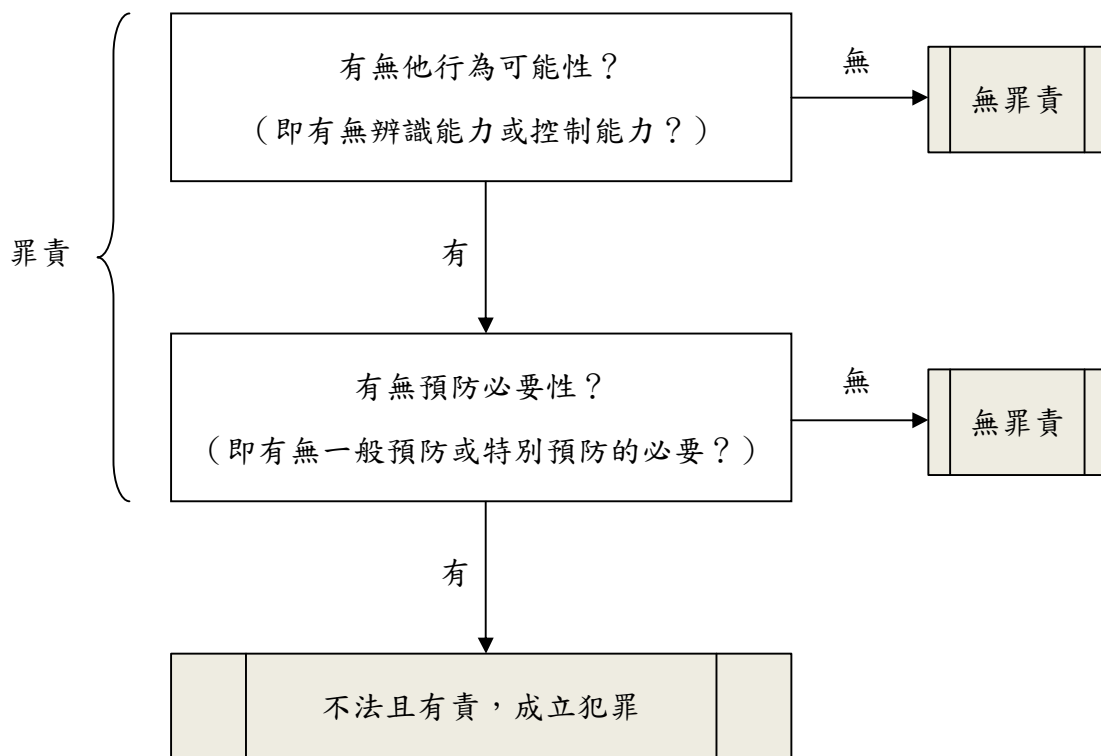 有無他行為可能性？
（即有無辨識能力或控制能力？）
無
無罪責
罪責
有
有無預防必要性？
（即有無一般預防或特別預防的必要？）
無
無罪責
有
不法且有責，成立犯罪